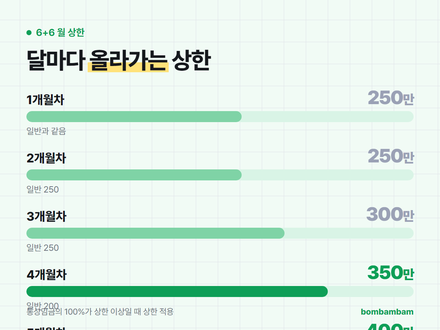 6+6 월 상한
달마다 올라가는 상한
1개월차 250만
일반과 같음
2개월차 250만
일반 250
3개월차 300만
일반 250
4개월차 350만
일반 200
통상임금의 100%가 상한 이상일 때 상한 적용 bombambam
400만